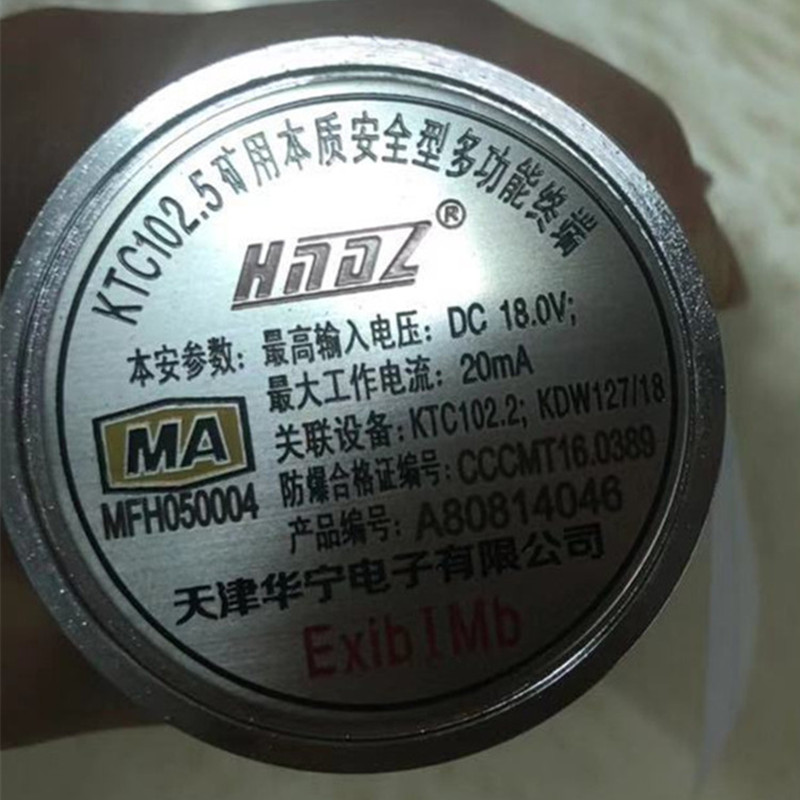 KTC102.5矿用本质安全型多功能终端
HNDZ®
本安参数: 最高输入电压: DC 18.0V;
最大工作电流: 20mA
关联设备: KTC102.2; KDW127/18
MA
防爆合格证编号: CCCMT16.0389
MFH050004
产品编号: A80814046
天津华宁电子有限公司
ExibⅠMb